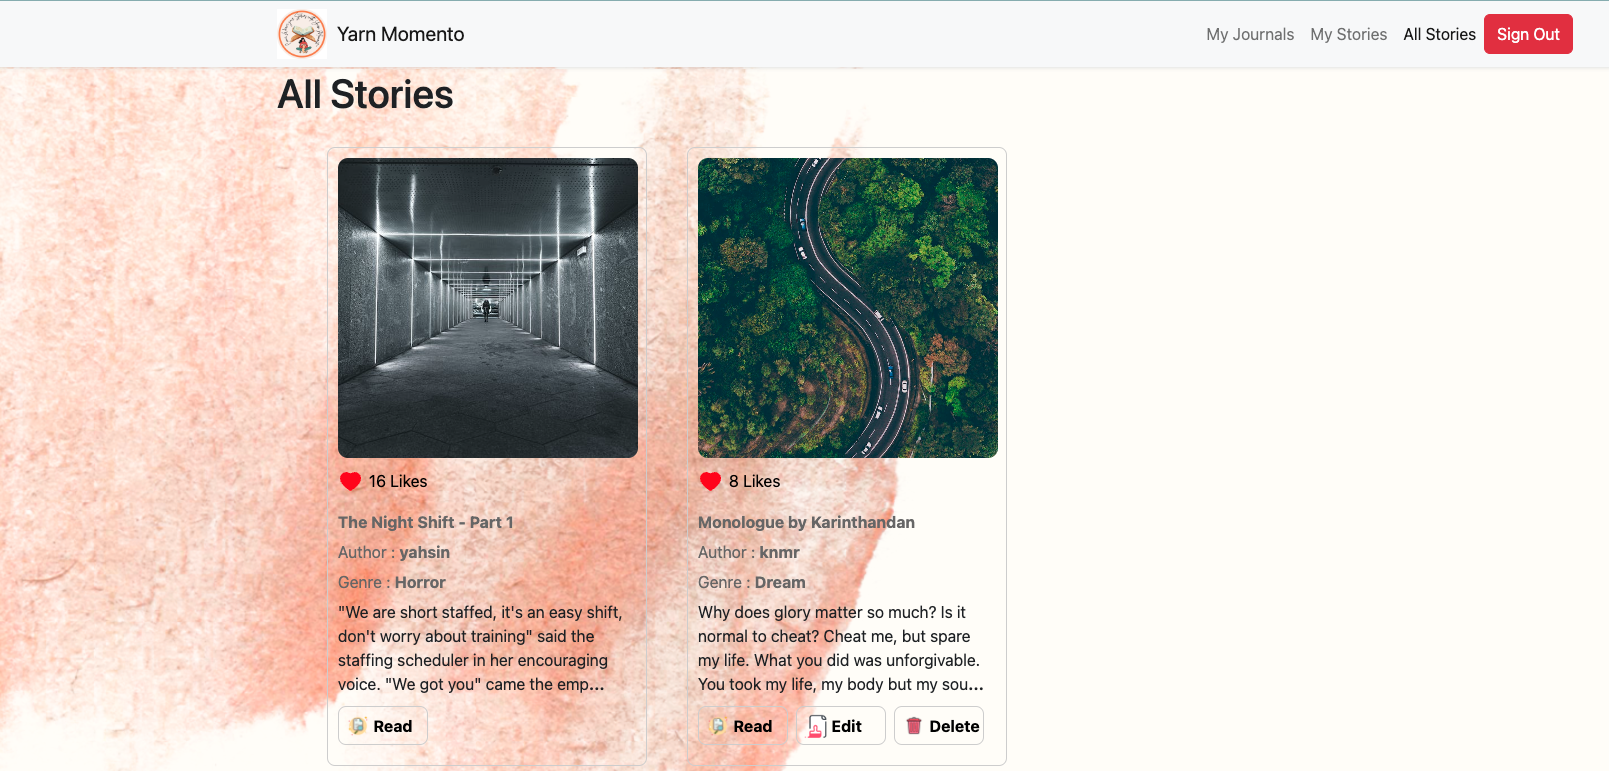 Yarn Momento
My Journals
My Stories
All Stories
Sign Out
All Stories
16 Likes
The Night Shift - Part 1
Author : yahsin
Genre : Horror
"We are short staffed, it's an easy shift,
don't worry about training" said the
staffing scheduler in her encouraging
voice. "We got you" came the emp...
Read
8 Likes
Monologue by Karinthandan
Author : knmr
Genre : Dream
Why does glory matter so much? Is it
normal to cheat? Cheat me, but spare
my life. What you did was unforgivable.
You took my life, my body but my sou...
Read
Edit
Delete